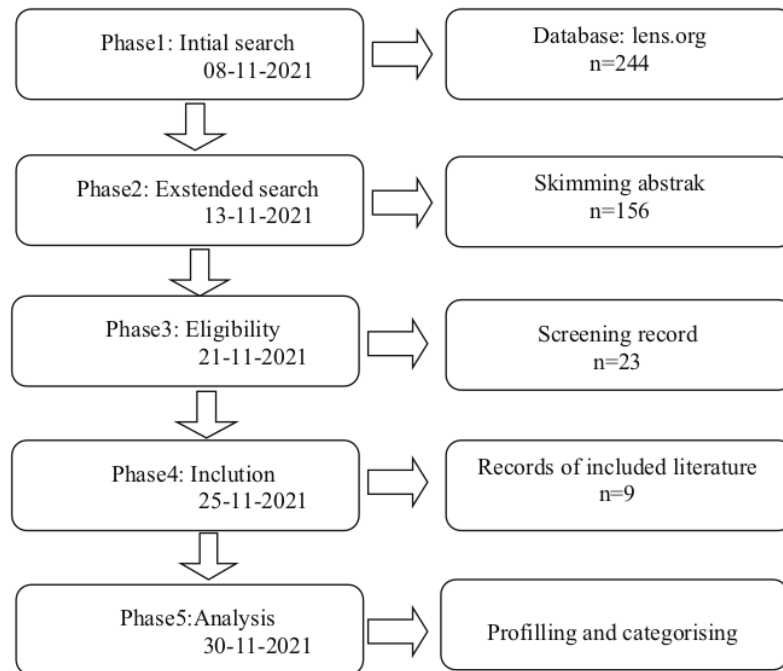 Phase1: Intial search
08-11-2021
Database: lens.org
n=244
Phase2: Exstended search
13-11-2021
Skimming abstrak
n=156
Phase3: Eligibility
21-11-2021
Screening record
n=23
Phase4: Inclution
25-11-2021
Records of included literature
n=9
Phase5:Analysis
30-11-2021
Profilling and categorising